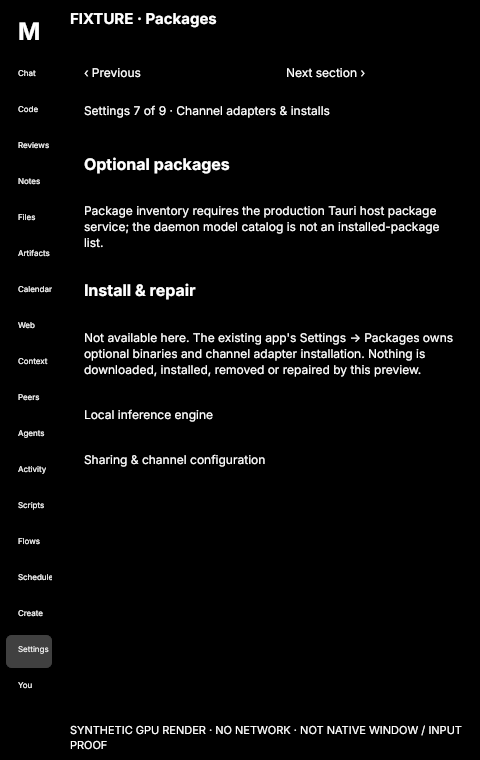 M
FIXTURE · Packages
Chat
Code
Reviews
Notes
Files
Artifacts
Calendar
Web
Context
Peers
Agents
Activity
Scripts
Flows
Schedule
Create
Settings
You
‹ Previous
Next section ›
Settings 7 of 9 · Channel adapters & installs
Optional packages
Package inventory requires the production Tauri host package
service; the daemon model catalog is not an installed-package
list.
Install & repair
Not available here. The existing app's Settings → Packages owns
optional binaries and channel adapter installation. Nothing is
downloaded, installed, removed or repaired by this preview.
Local inference engine
Sharing & channel configuration
SYNTHETIC GPU RENDER · NO NETWORK · NOT NATIVE WINDOW / INPUT
PROOF